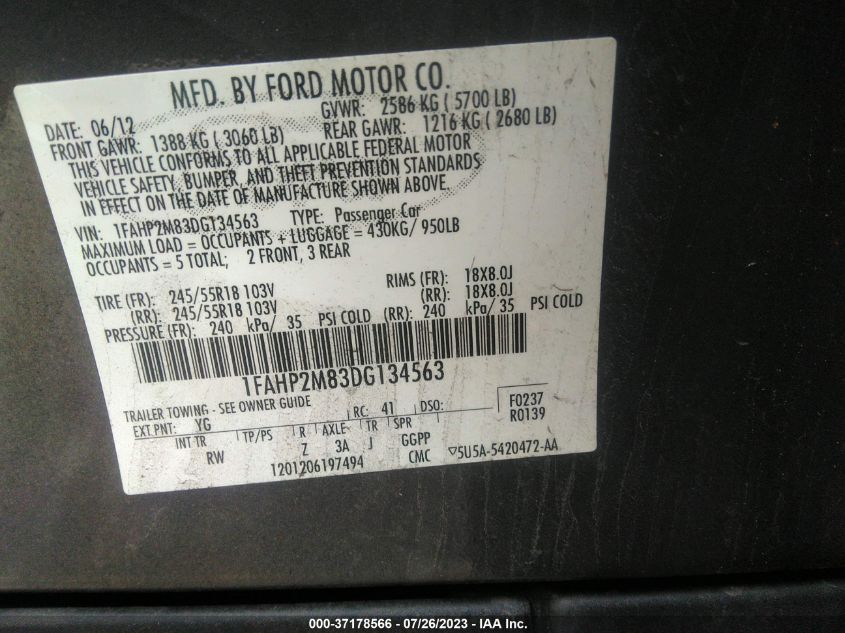 MFD. BY FORD MOTOR CO.
DATE: 06/12 GVWR: 2586 KG ( 5700 LB)
FRONT GAWR: 1388 KG ( 3060 LB) REAR GAWR: 1216 KG ( 2680 LB)
THIS VEHICLE CONFORMS TO ALL APPLICABLE FEDERAL MOTOR
VEHICLE SAFETY, BUMPER, AND THEFT PREVENTION STANDARDS
IN EFFECT ON THE DATE OF MANUFACTURE SHOWN ABOVE.
VIN: 1FAHP2M83DG134563 TYPE: Passenger Car
MAXIMUM LOAD = OCCUPANTS + LUGGAGE = 430KG/ 950LB
OCCUPANTS = 5 TOTAL; 2 FRONT, 3 REAR
TIRE (FR): 245/55R18 103V RIMS (FR): 18X8.0J
(RR): 245/55R18 103V (RR): 18X8.0J
PRESSURE (FR): 240 kPa/ 35 PSI COLD (RR): 240 kPa/ 35 PSI COLD
1FAHP2M83DG134563
TRAILER TOWING - SEE OWNER GUIDE F0237
EXT PNT: YG RC: 41 DSO: R0139
INT TR TP/PS R AXLE TR SPR
RW Z 3A J GGPP
1201206197494 CMC ▽5U5A-5420472-AA
000-37178566 / 07/26/2023 - IAA Inc.